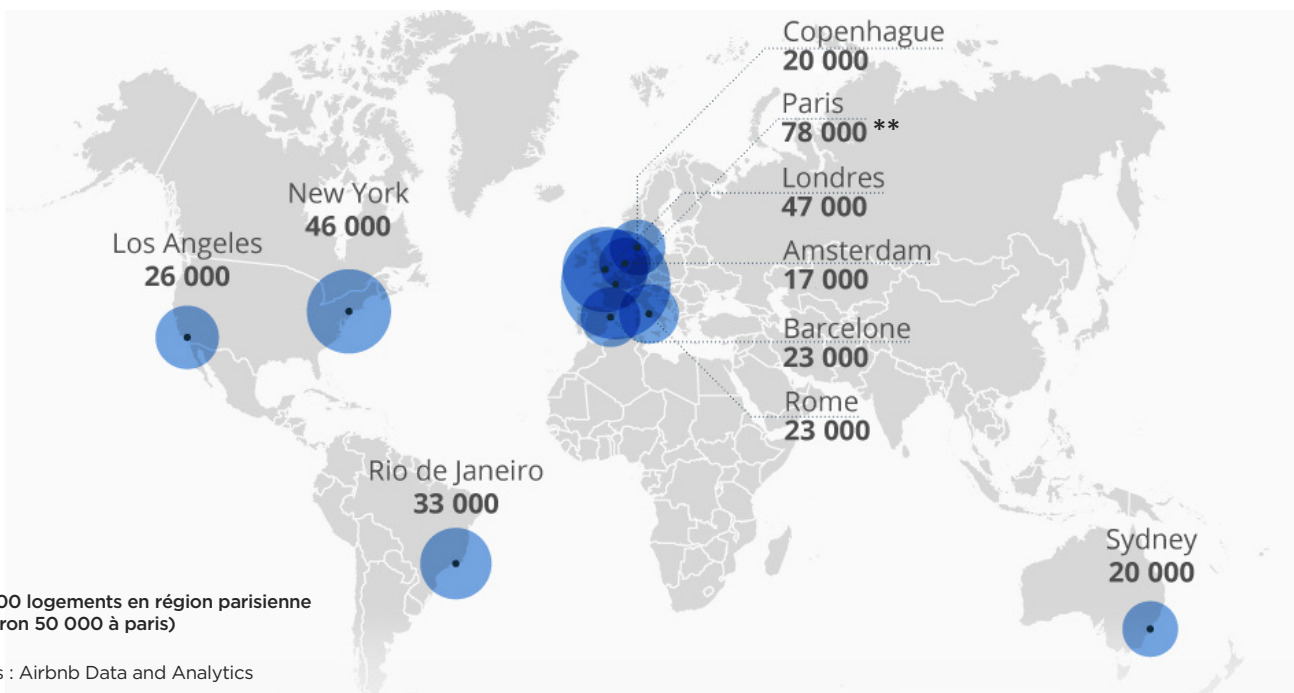 Copenhague
20 000
Paris
78 000 **
Londres
47 000
Amsterdam
17 000
Barcelone
23 000
Rome
23 000
New York
46 000
Los Angeles
26 000
Rio de Janeiro
33 000
Sydney
20 000
00 logements en région parisienne
ron 50 000 à paris)
s : Airbnb Data and Analytics